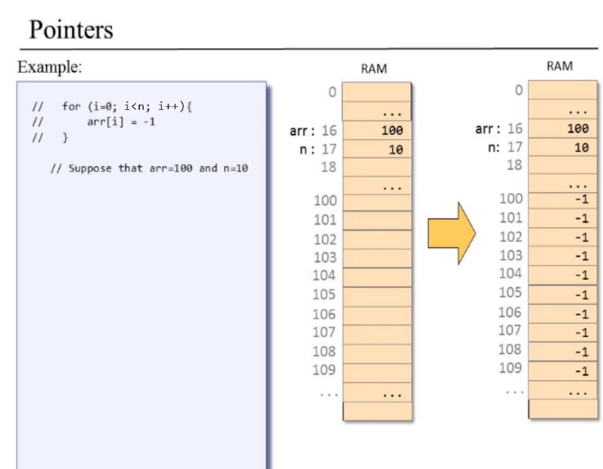 Pointers
Example:
// for (i=0; i<n; i++){
// arr[i] = -1
// }
// Suppose that arr=100 and n=10
RAM
0
...
arr: 16 100
n: 17 10
18
...
100
101
102
103
104
105
106
107
108
109
... ...
RAM
0
...
arr: 16 100
n: 17 10
18
...
100 -1
101 -1
102 -1
103 -1
104 -1
105 -1
106 -1
107 -1
108 -1
109 -1
... ...